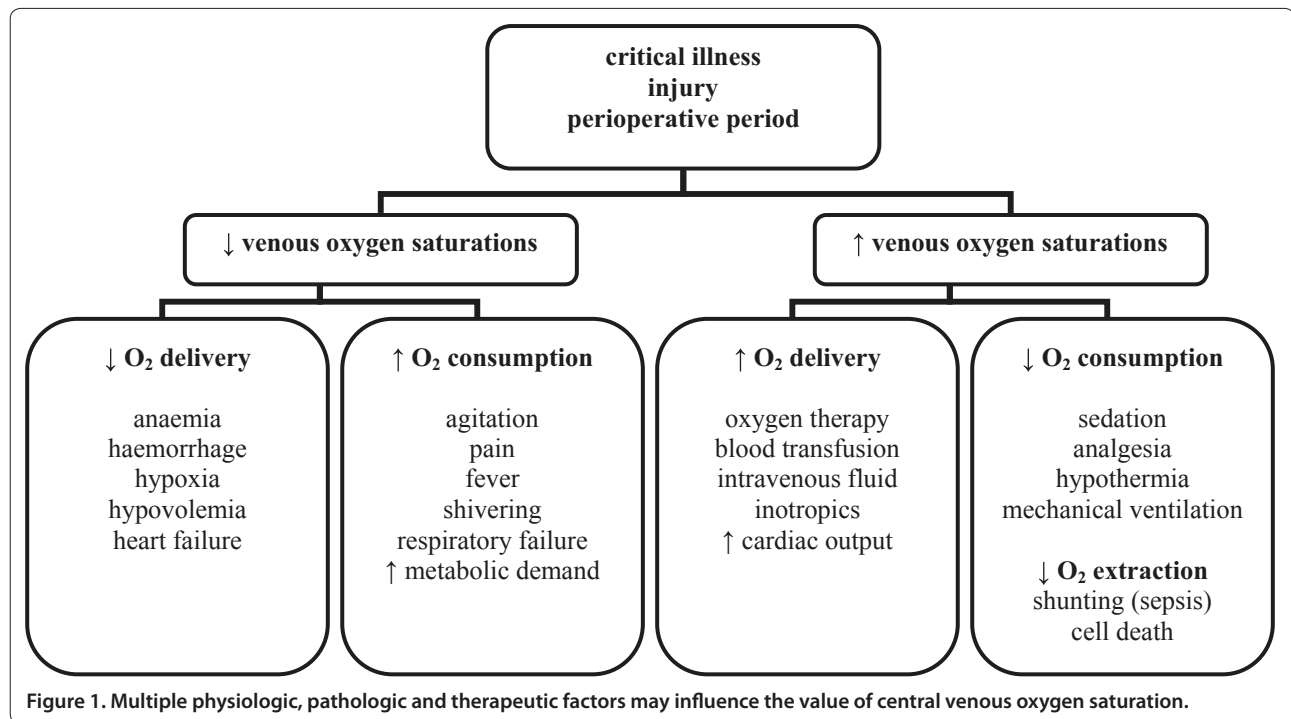 critical illness
injury
perioperative period
↓ venous oxygen saturations
↑ venous oxygen saturations
↓ O₂ delivery
anaemia
haemorrhage
hypoxia
hypovolemia
heart failure
↑ O₂ consumption
agitation
pain
fever
shivering
respiratory failure
↑ metabolic demand
↑ O₂ delivery
oxygen therapy
blood transfusion
intravenous fluid
inotropics
↑ cardiac output
↓ O₂ consumption
sedation
analgesia
hypothermia
mechanical ventilation
↓ O₂ extraction
shunting (sepsis)
cell death
Figure 1. Multiple physiologic, pathologic and therapeutic factors may influence the value of central venous oxygen saturation.